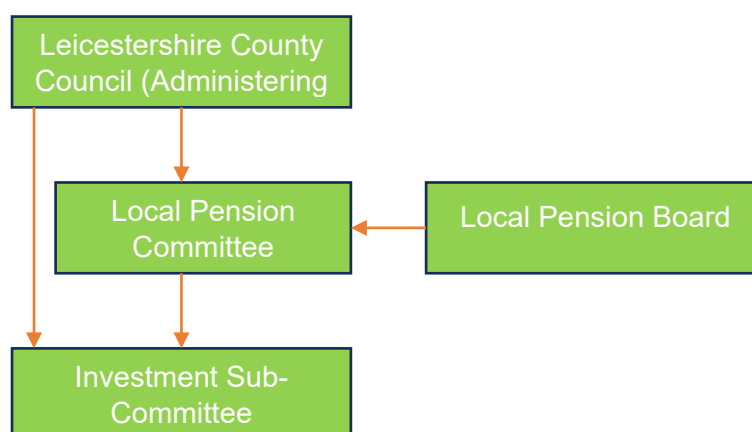 Leicestershire County
Council (Administering
Local Pension
Committee
Local Pension Board
Investment Sub-
Committee